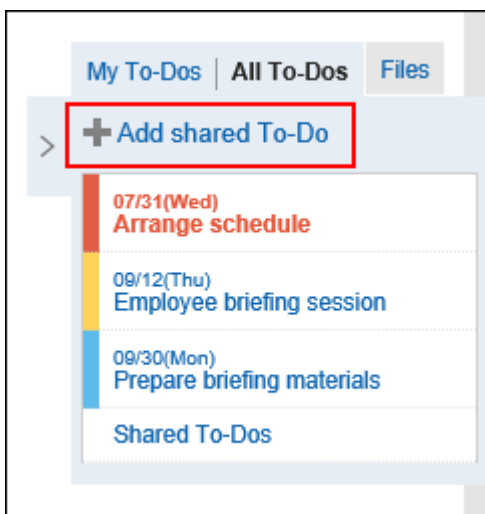 My To-Dos | All To-Dos Files
Add shared To-Do
07/31(Wed)
Arrange schedule
09/12(Thu)
Employee briefing session
09/30(Mon)
Prepare briefing materials
Shared To-Dos